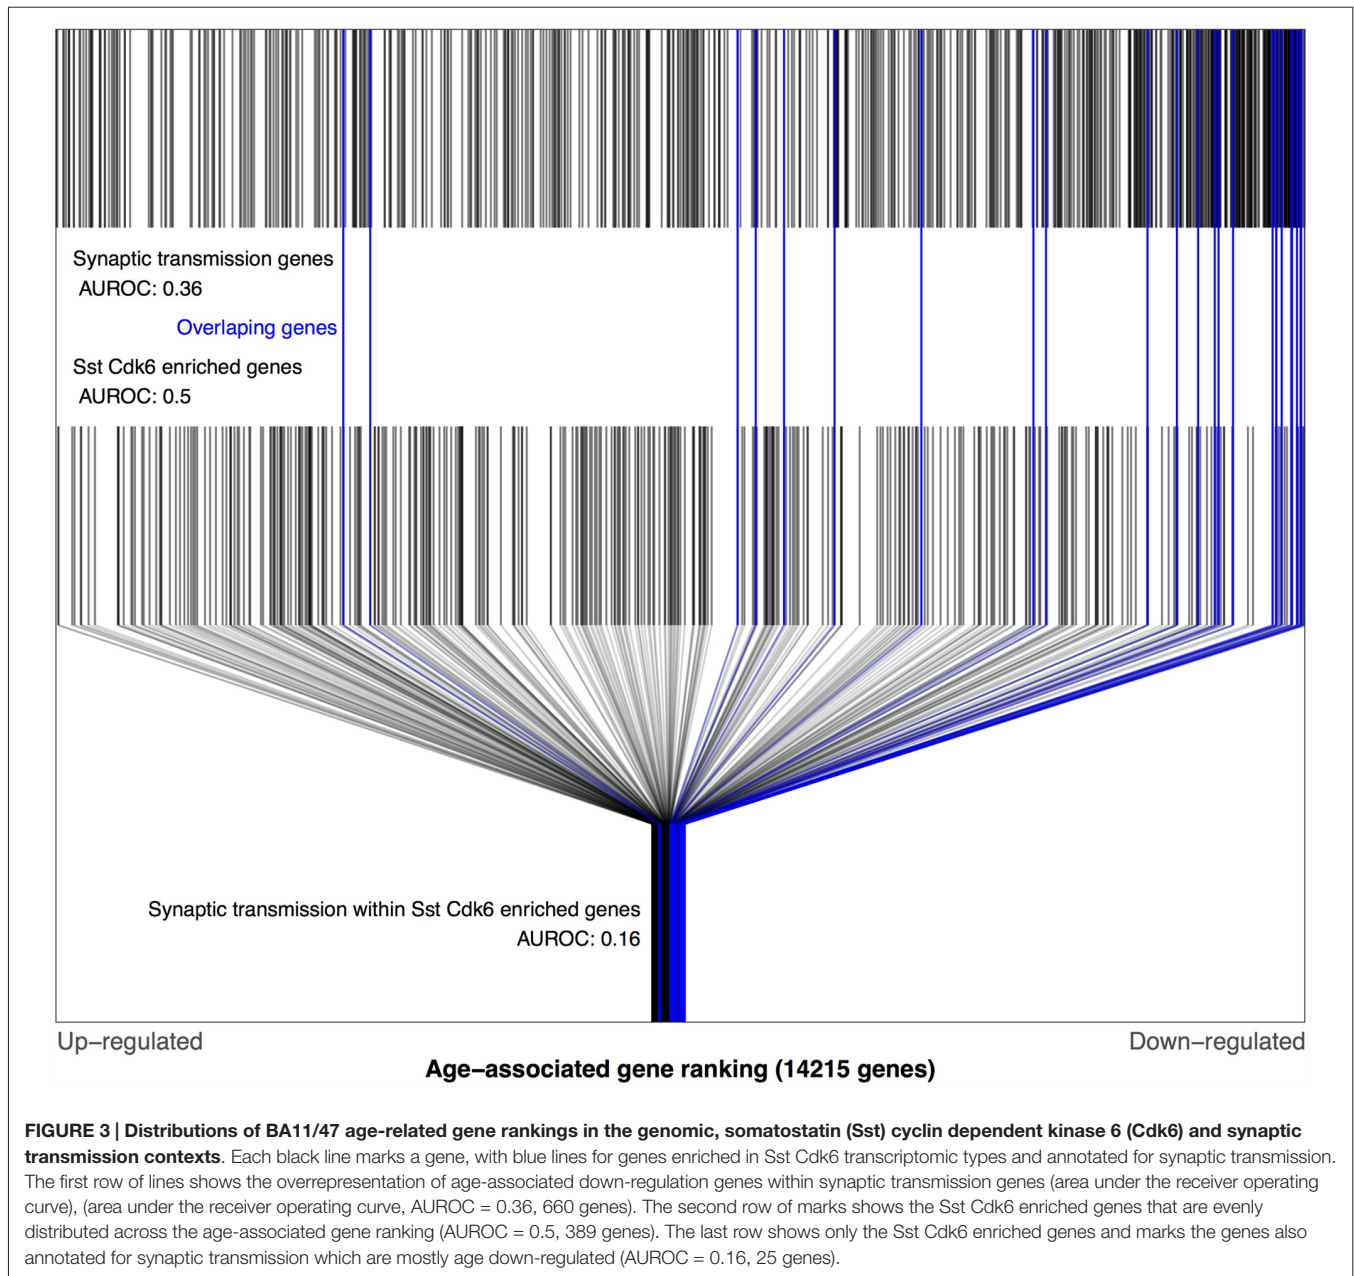 Synaptic transmission genes
AUROC: 0.36
Overlaping genes
Sst Cdk6 enriched genes
AUROC: 0.5
Synaptic transmission within Sst Cdk6 enriched genes
AUROC: 0.16
Up−regulated
Down−regulated
Age−associated gene ranking (14215 genes)
FIGURE 3 | Distributions of BA11/47 age-related gene rankings in the genomic, somatostatin (Sst) cyclin dependent kinase 6 (Cdk6) and synaptic
transmission contexts. Each black line marks a gene, with blue lines for genes enriched in Sst Cdk6 transcriptomic types and annotated for synaptic transmission.
The first row of lines shows the overrepresentation of age-associated down-regulation genes within synaptic transmission genes (area under the receiver operating
curve), (area under the receiver operating curve, AUROC = 0.36, 660 genes). The second row of marks shows the Sst Cdk6 enriched genes that are evenly
distributed across the age-associated gene ranking (AUROC = 0.5, 389 genes). The last row shows only the Sst Cdk6 enriched genes and marks the genes also
annotated for synaptic transmission which are mostly age down-regulated (AUROC = 0.16, 25 genes).